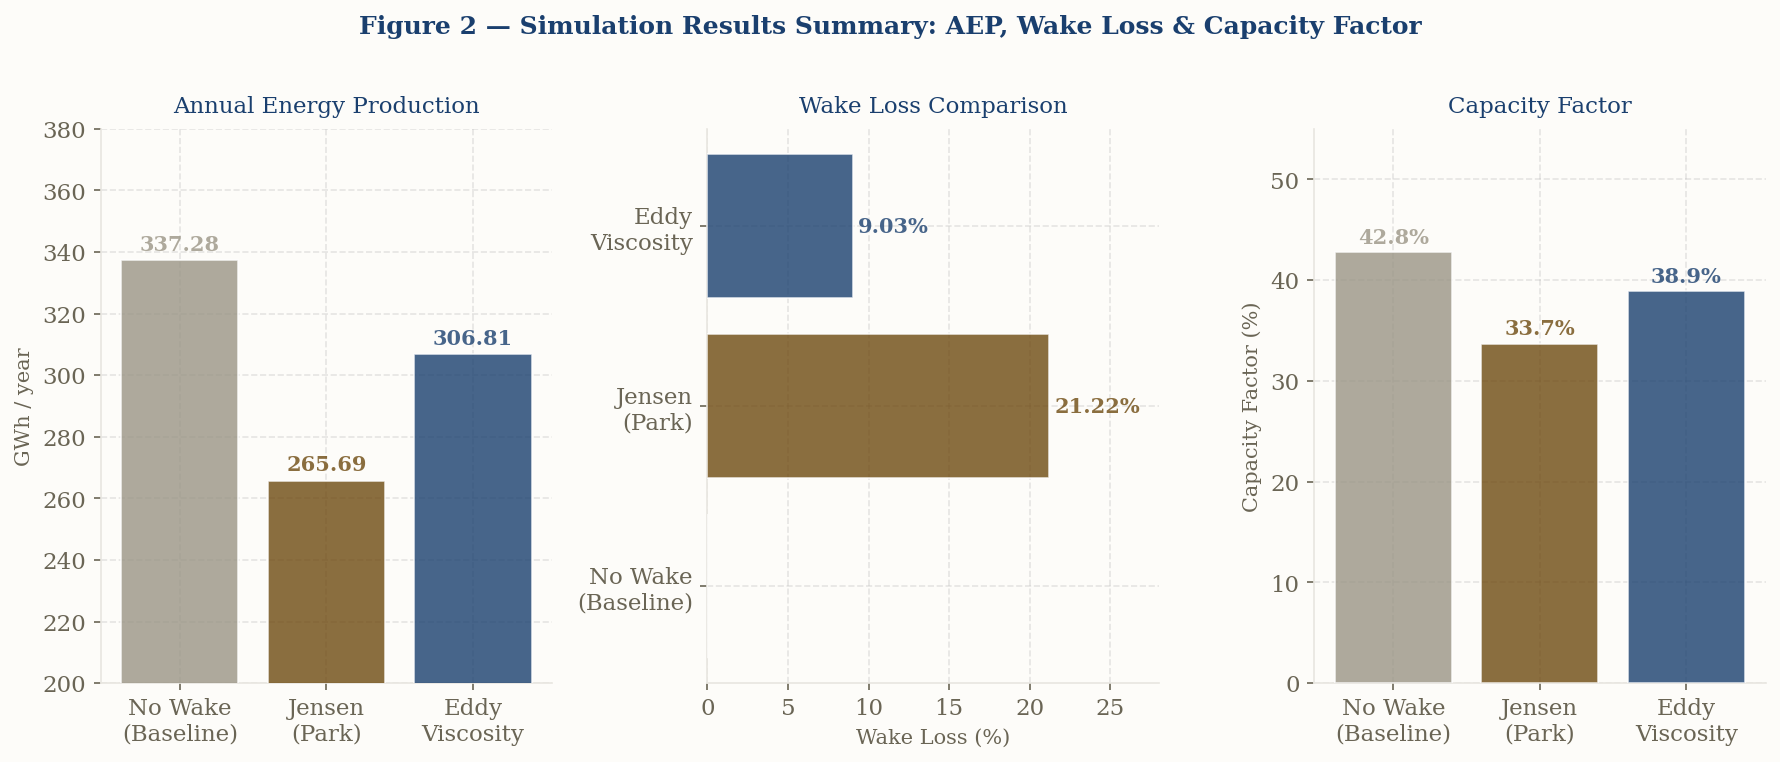 Figure 2 — Simulation Results Summary: AEP, Wake Loss & Capacity Factor
Annual Energy Production
GWh / year
380
360
340
320
300
280
260
240
220
200
337.28
265.69
306.81
No Wake
(Baseline)
Jensen
(Park)
Eddy
Viscosity
Wake Loss Comparison
Eddy
Viscosity
9.03%
Jensen
(Park)
21.22%
No Wake
(Baseline)
0 5 10 15 20 25
Wake Loss (%)
Capacity Factor
Capacity Factor (%)
50
40
30
20
10
0
42.8%
33.7%
38.9%
No Wake
(Baseline)
Jensen
(Park)
Eddy
Viscosity